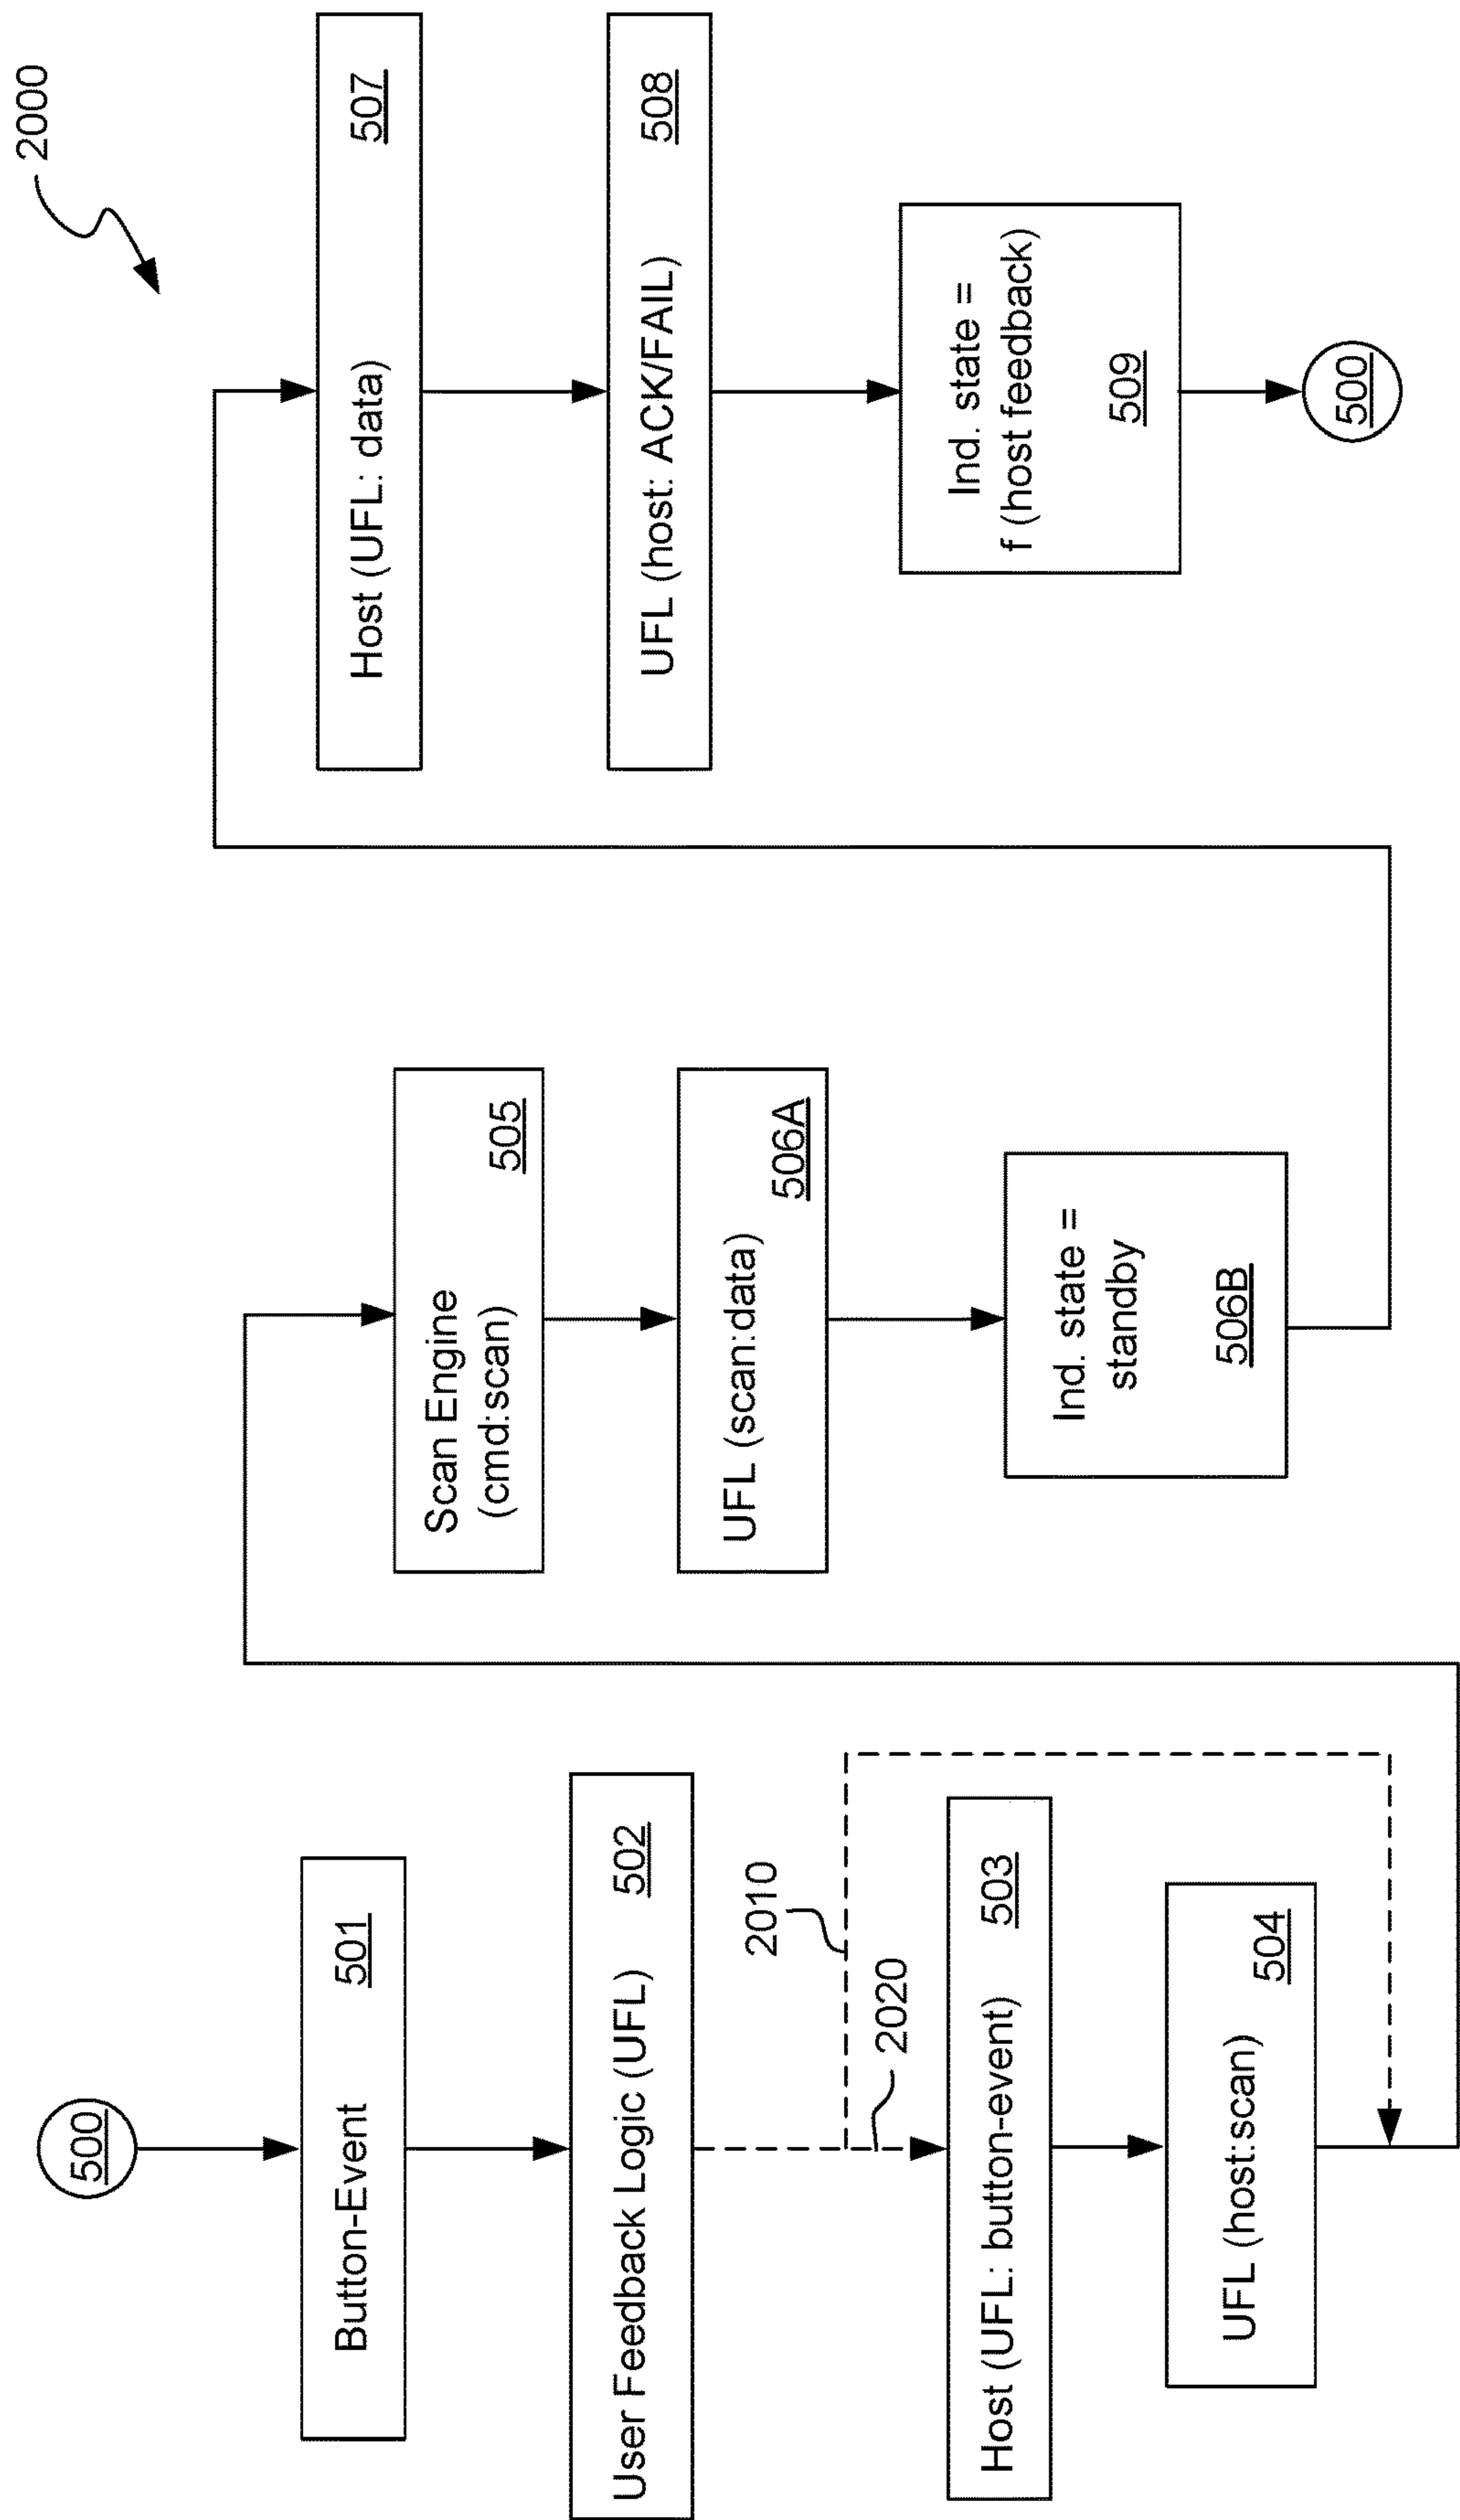 2000
500
Button-Event
501
User Feedback Logic (UFL)
502
2010
2020
Host (UFL: button-event)
503
UFL (host:scan)
504
Scan Engine
(cmd:scan)
505
UFL (scan:data)
506A
Ind. state =
standby
506B
Host (UFL: data)
507
UFL (host: ACK/FAIL)
508
Ind. state =
f (host feedback)
509
500